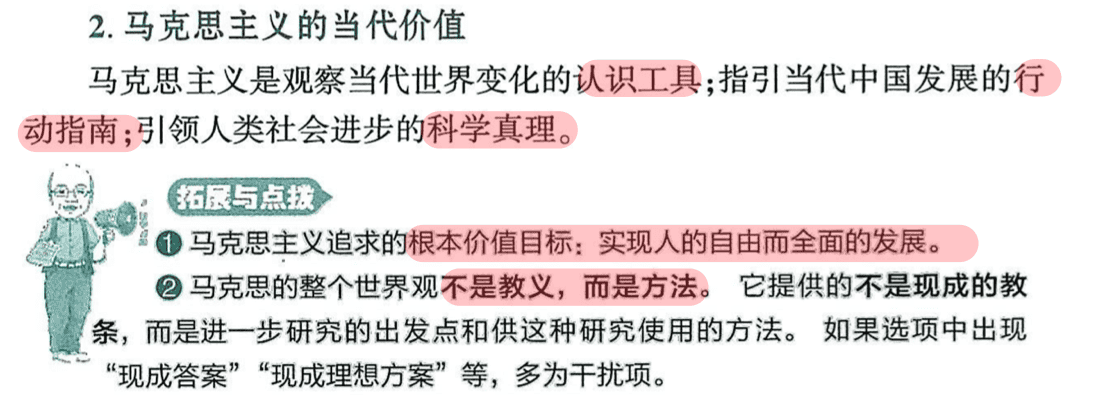 2. 马克思主义的当代价值
马克思主义是观察当代世界变化的认识工具;指引当代中国发展的行
动指南;引领人类社会进步的科学真理。
拓展与点拨
❶ 马克思主义追求的根本价值目标：实现人的自由而全面的发展。
❷ 马克思的整个世界观不是教义，而是方法。 它提供的不是现成的教
条，而是进一步研究的出发点和供这种研究使用的方法。 如果选项中出现
“现成答案”“现成理想方案”等，多为干扰项。